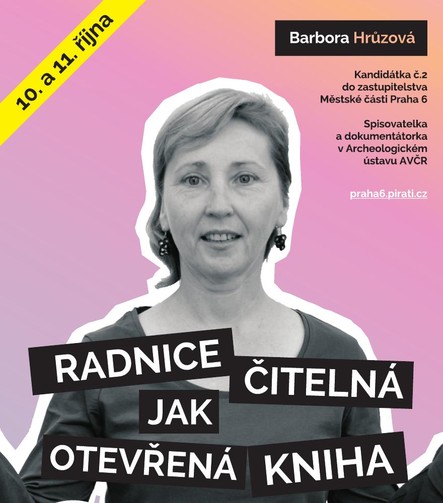 10. a 11. října
Barbora Hrůzová
Kandidátka č.2
do zastupitelstva
Městské části Praha 6
Spisovatelka
a dokumentátorka
v Archeologickém
ústavu AVČR
praha6.pirati.cz
RADNICE
ČITELNÁ
JAK
OTEVŘENÁ
KNIHA